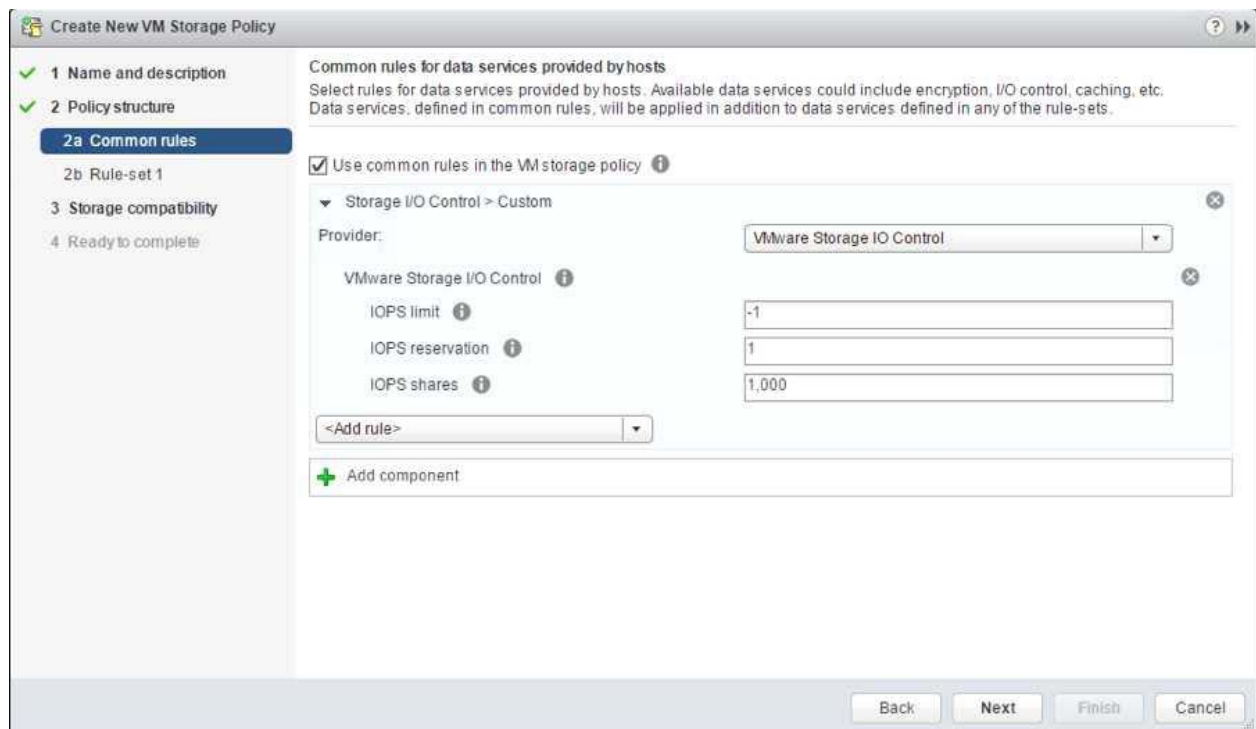 Create New VM Storage Policy
?
1 Name and description
2 Policy structure
2a Common rules
2b Rule-set 1
3 Storage compatibility
4 Ready to complete
Common rules for data services provided by hosts
Select rules for data services provided by hosts. Available data services could include encryption, I/O control, caching, etc.
Data services, defined in common rules, will be applied in addition to data services defined in any of the rule-sets.
Use common rules in the VM storage policy
Storage I/O Control > Custom
Provider:
VMware Storage IO Control
VMware Storage I/O Control
IOPS limit
-1
IOPS reservation
1
IOPS shares
1,000
<Add rule>
Add component
Back
Next
Finish
Cancel